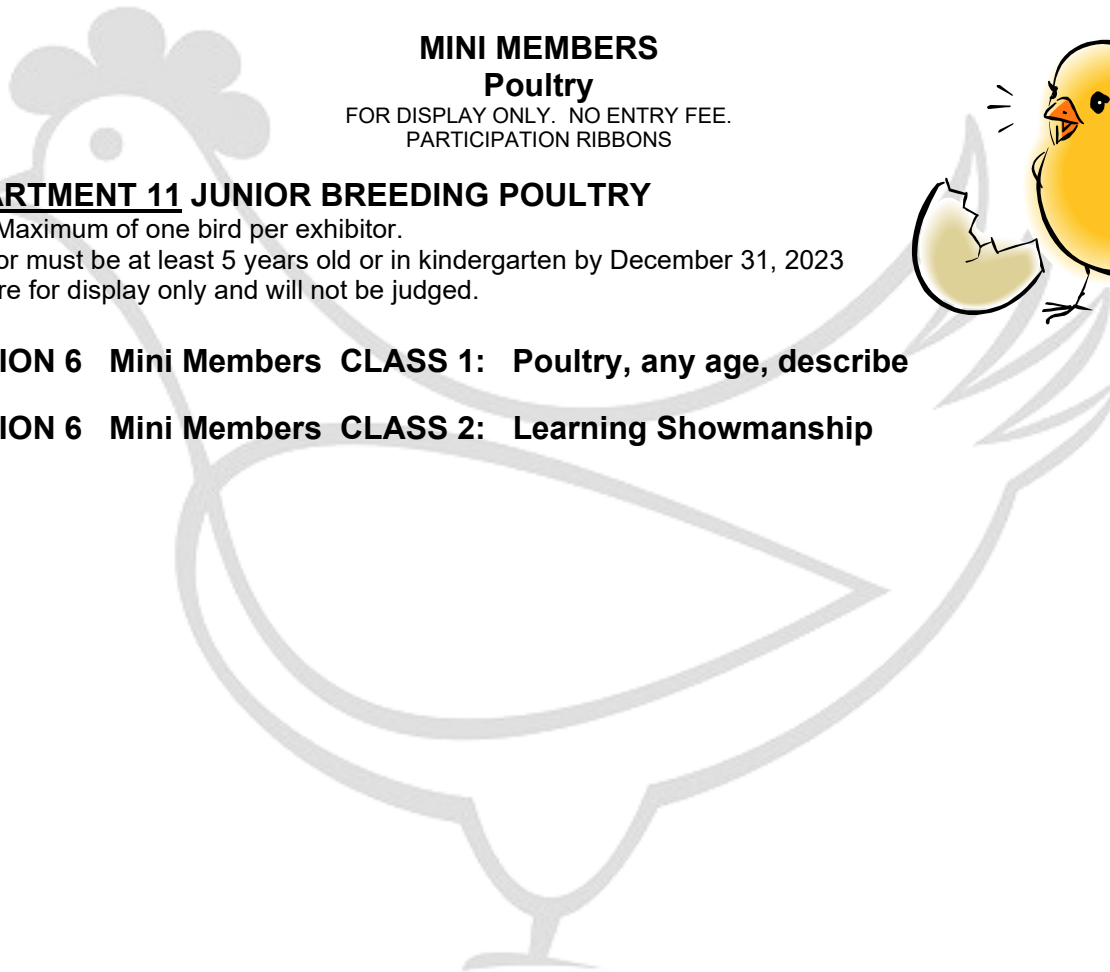 MINI MEMBERS
Poultry
FOR DISPLAY ONLY. NO ENTRY FEE.
PARTICIPATION RIBBONS
ARTMENT 11 JUNIOR BREEDING POULTRY
Maximum of one bird per exhibitor.
or must be at least 5 years old or in kindergarten by December 31, 2023
re for display only and will not be judged.
ION 6 Mini Members CLASS 1: Poultry, any age, describe
ION 6 Mini Members CLASS 2: Learning Showmanship